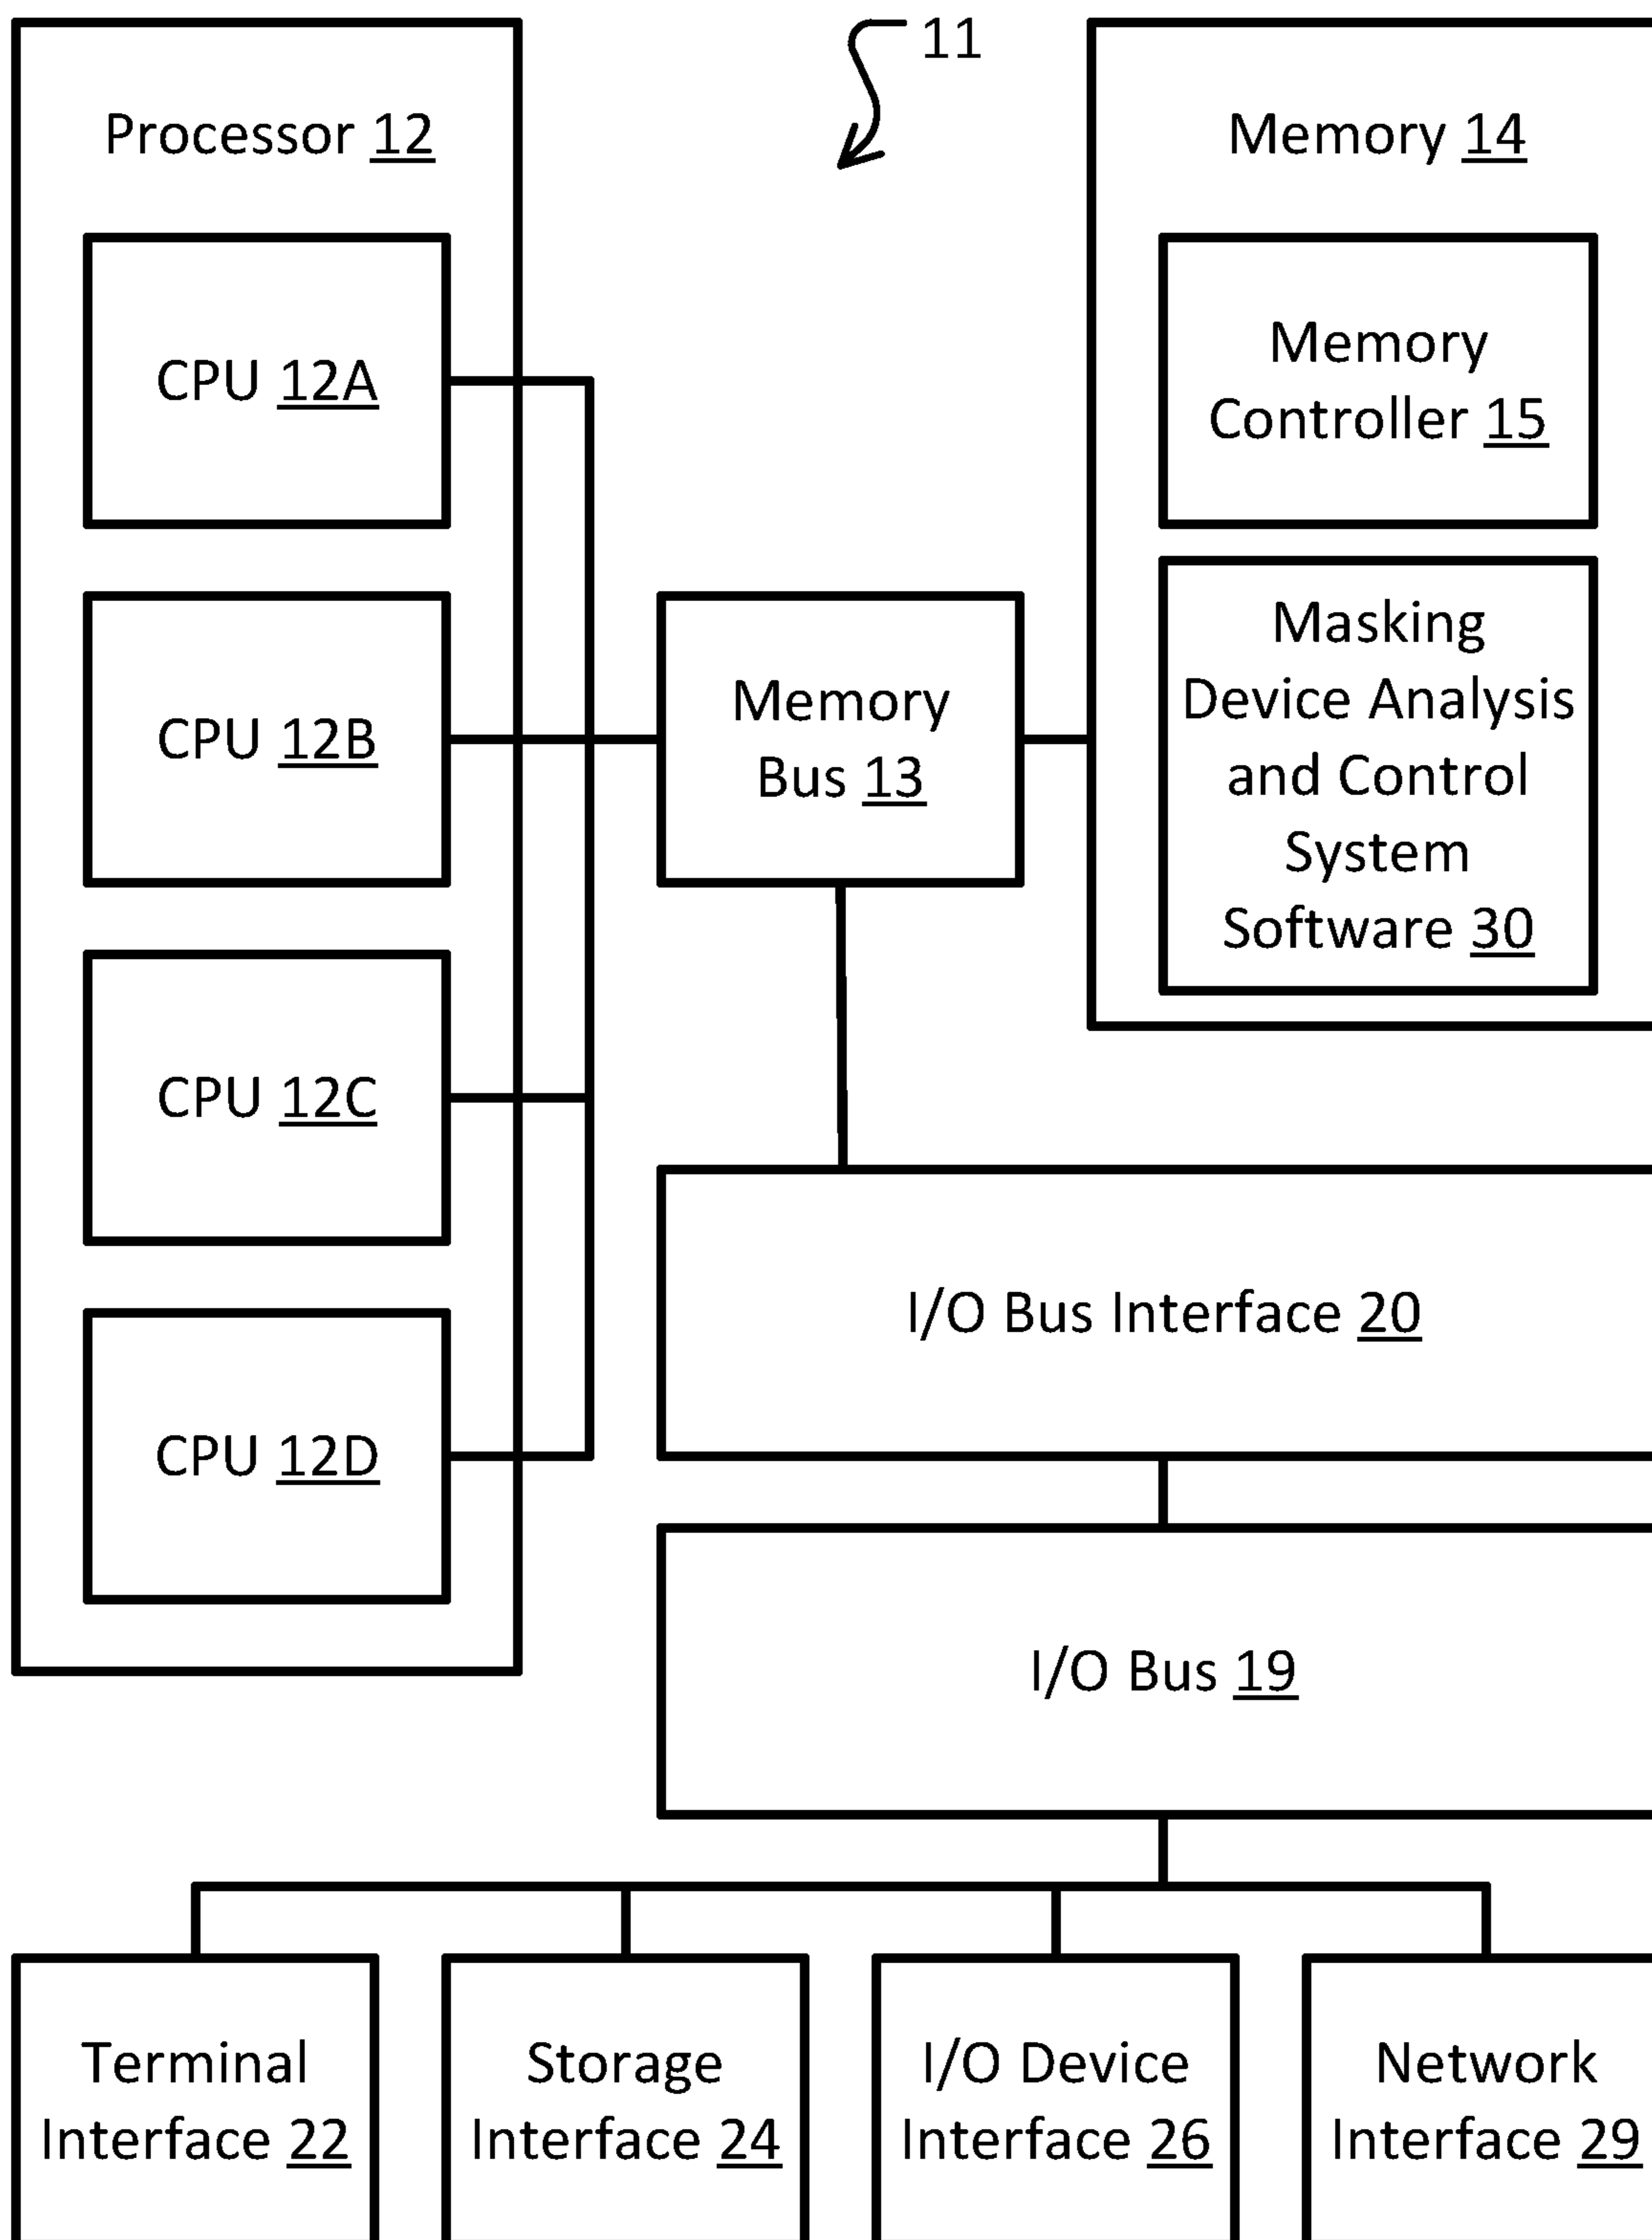 11
Processor 12
CPU 12A
CPU 12B
CPU 12C
CPU 12D
Memory
Bus 13
Memory 14
Memory
Controller 15
Masking
Device Analysis
and Control
System
Software 30
I/O Bus Interface 20
I/O Bus 19
Terminal
Interface 22
Storage
Interface 24
I/O Device
Interface 26
Network
Interface 29